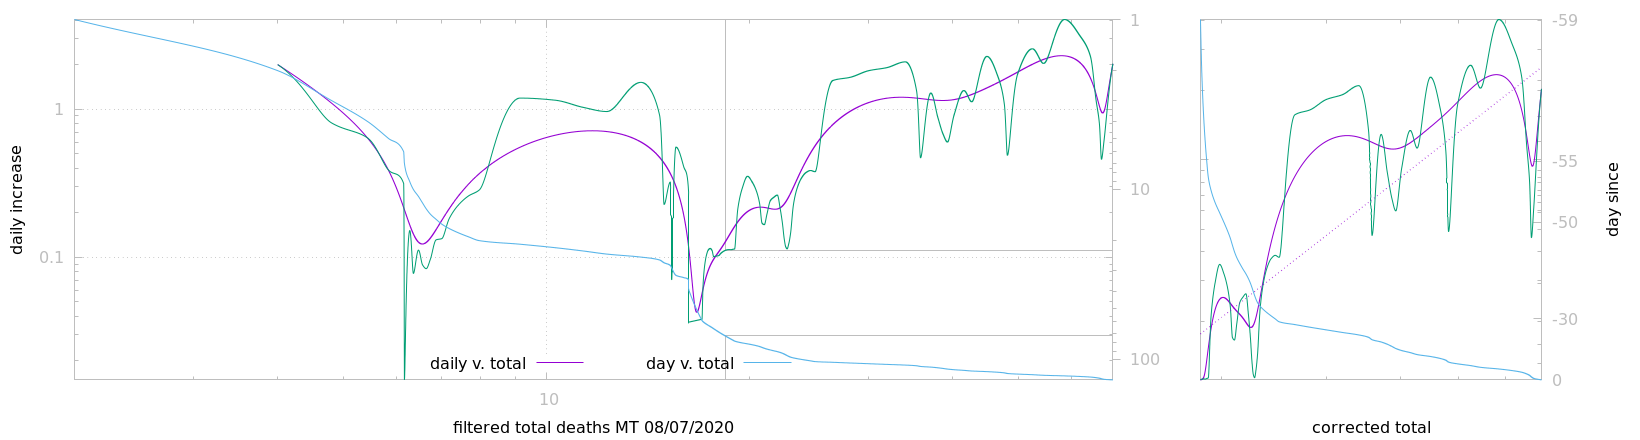 daily increase
1
0.1
10
daily v. total
day v. total
filtered total deaths MT 08/07/2020
1
10
100
-59
-55
-50
-30
0
day since
corrected total